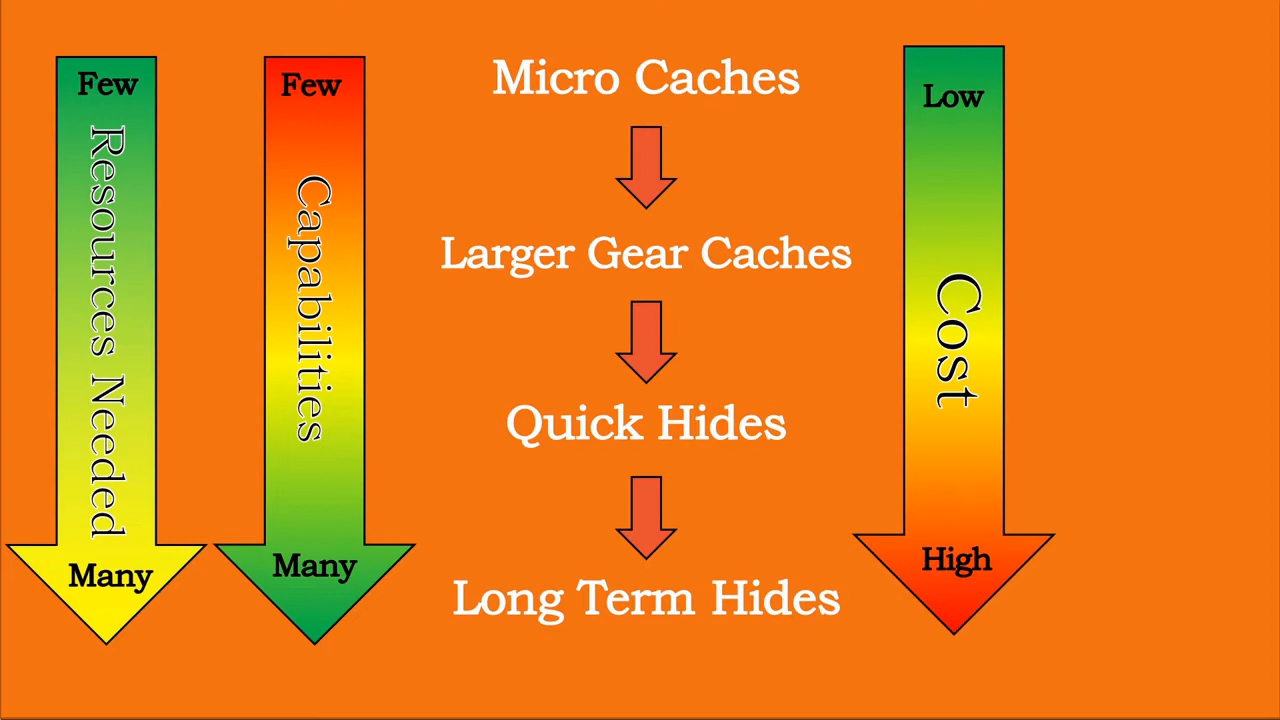 Few
Resources Needed
Many
Few
Capabilities
Many
Micro Caches
Larger Gear Caches
Quick Hides
Long Term Hides
Low
Cost
High